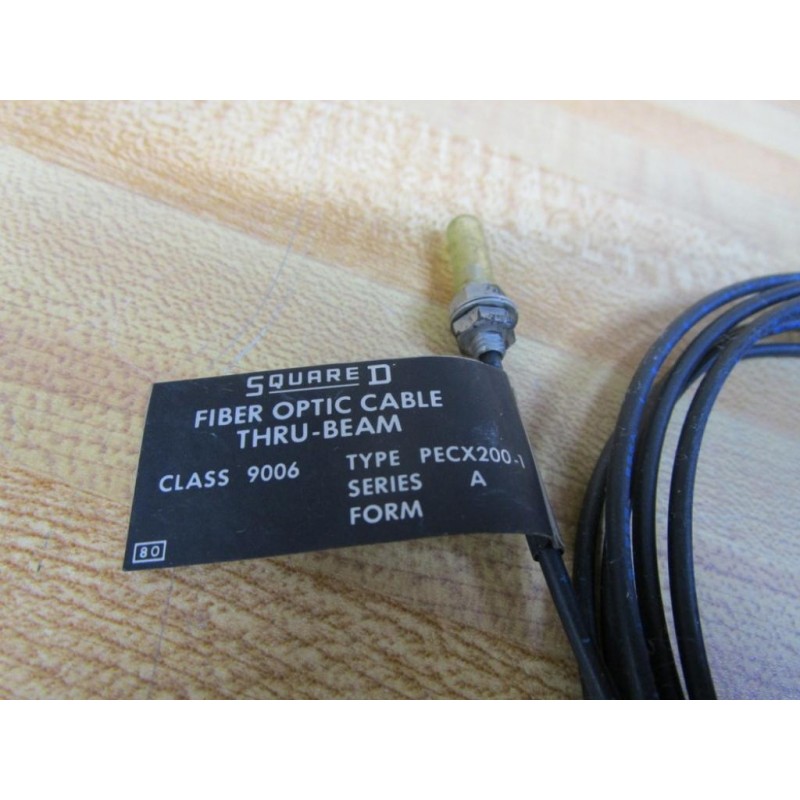 SQUARE D
FIBER OPTIC CABLE
THRU-BEAM
CLASS 9006 TYPE PECX200-1
SERIES A
FORM
80